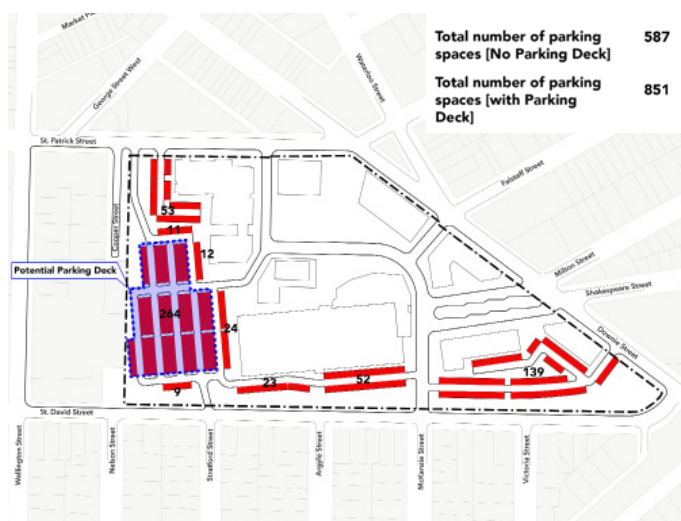 Total number of parking 587
spaces [No Parking Deck]
Total number of parking 851
spaces [with Parking
Deck]
George Street West
Waterloo Street
St. Patrick Street
Falstaff Street
Cooper Street
53
11
12
Potential Parking Deck
Milton Street
Shakespeare Street
264
24
Downie Street
139
9
23
52
St. David Street
Wellington Street
Nelson Street
Stratford Street
Argyle Street
McKenzie Street
Victoria Street